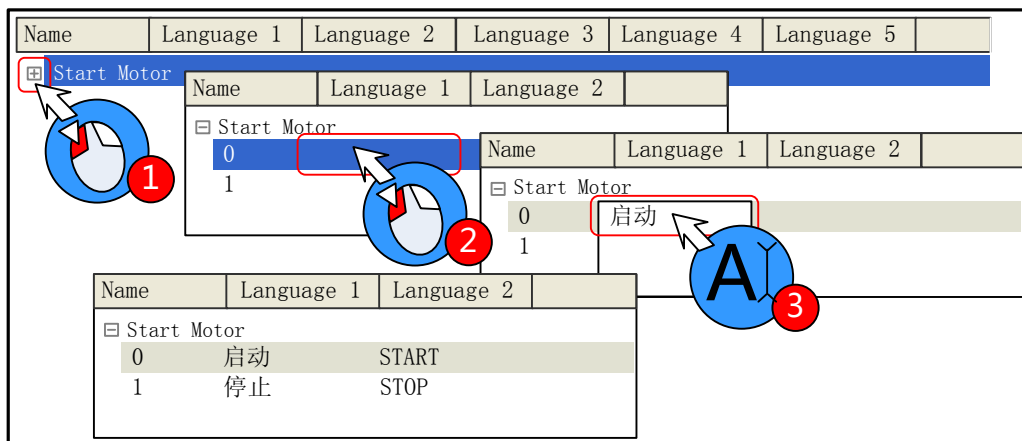 Name Language 1 Language 2 Language 3 Language 4 Language 5
Start Motor
1
Name Language 1 Language 2
Start Motor
0
1
2
Name Language 1 Language 2
Start Motor
0 启动
1
A
3
Name Language 1 Language 2
Start Motor
0 启动 START
1 停止 STOP